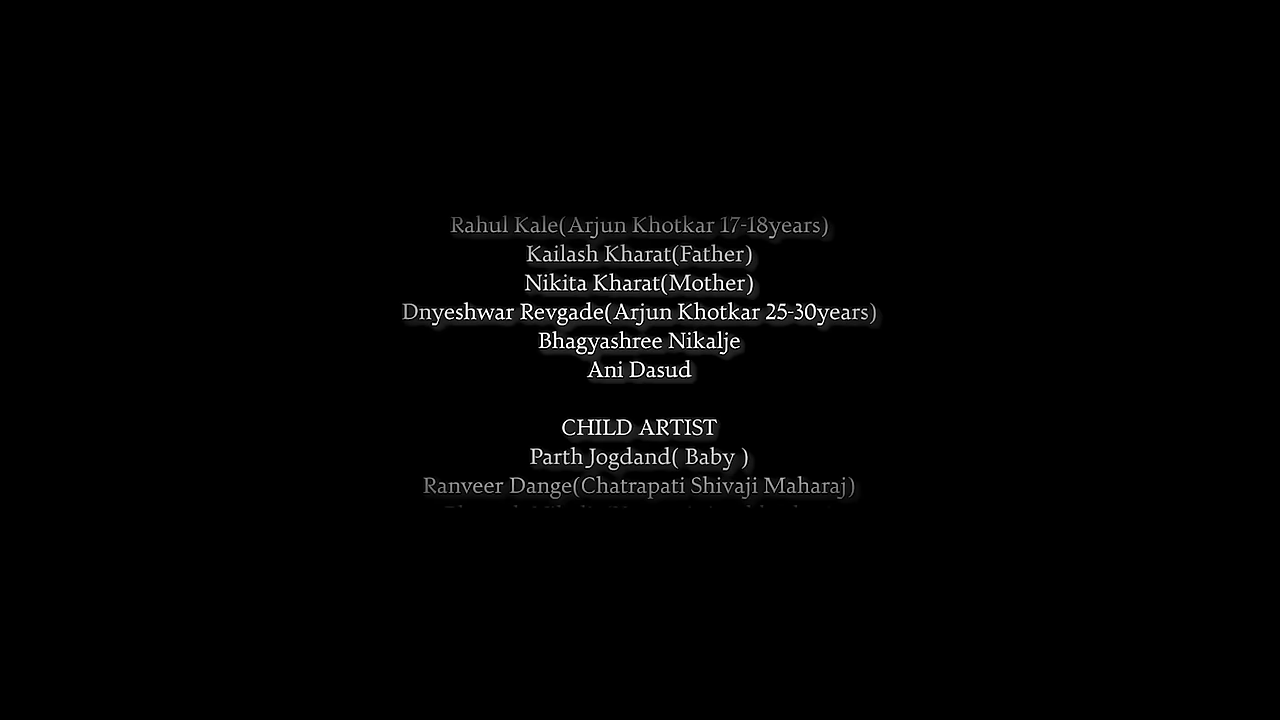 Rahul Kale(Arjun Khotkar 17-18years)
Kailash Kharat(Father)
Nikita Kharat(Mother)
Dnyeshwar Revgade(Arjun Khotkar 25-30years)
Bhagyashree Nikalje
Ani Dasud
CHILD ARTIST
Parth Jogdand( Baby )
Ranveer Dange(Chatrapati Shivaji Maharaj)